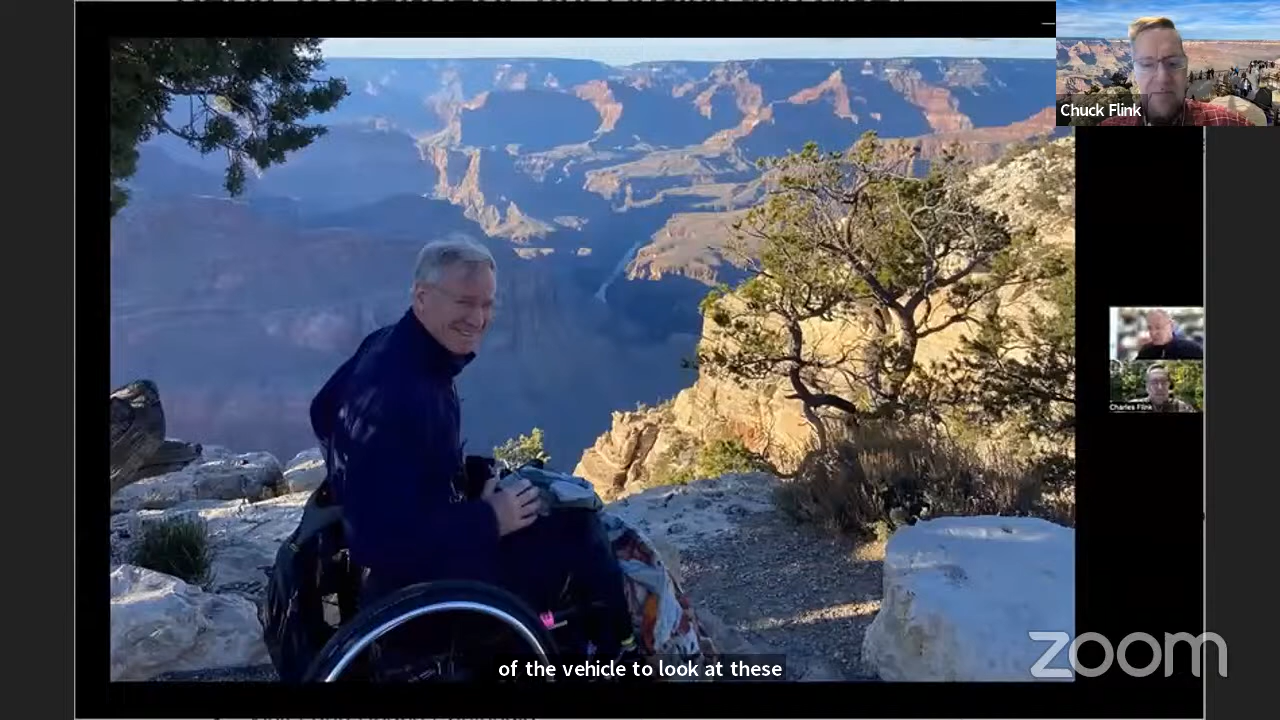 Chuck Flink
Charles Flink
of the vehicle to look at these
zoom